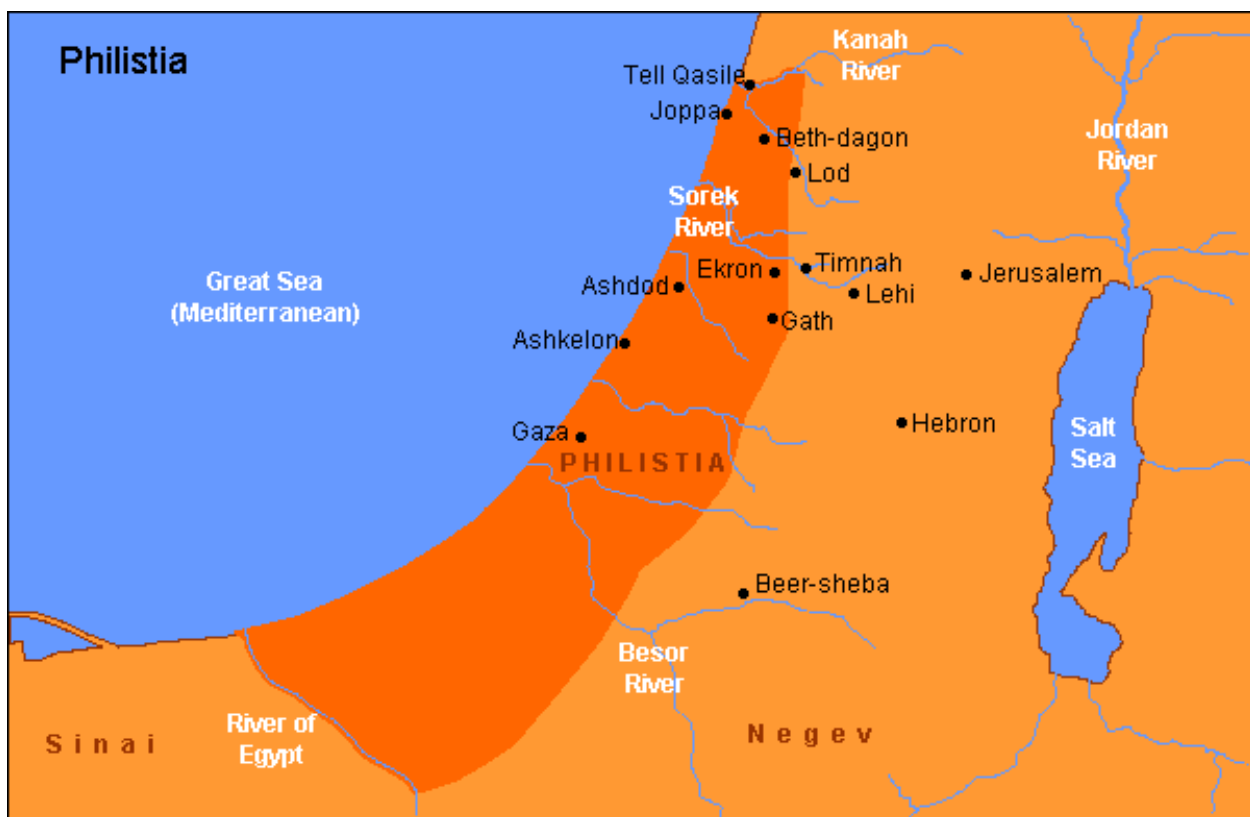 Philistia
Kanah
River
Tell Qasile
Joppa
Jordan
River
Beth-dagon
Lod
Sorek
River
Great Sea
(Mediterranean)
Ekron
Timnah
Jerusalem
Ashdod
Lehi
Gath
Ashkelon
Hebron
Salt
Sea
Gaza
PHILISTIA
Beer-sheba
Besor
River
River of
Egypt
Sinai
Negev